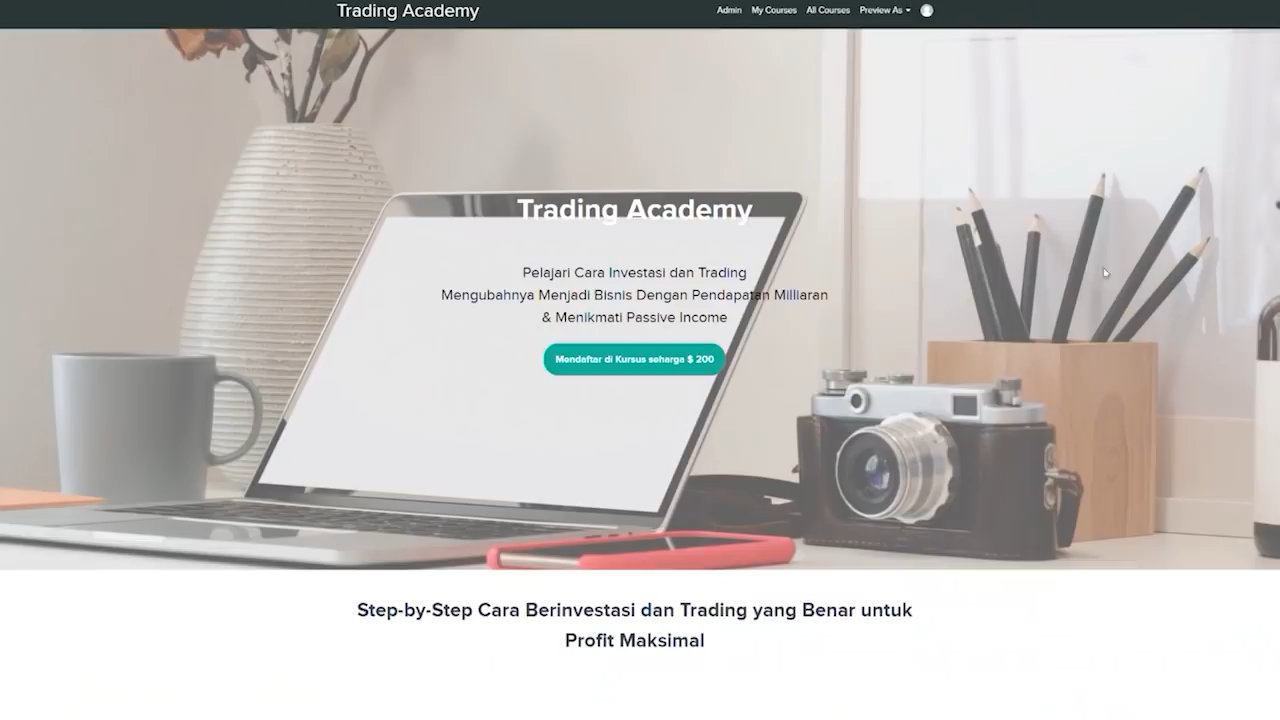 Trading Academy
Admin My Courses All Courses Preview As
Trading Academy
Pelajari Cara Investasi dan Trading
Mengubahnya Menjadi Bisnis Dengan Pendapatan Milliaran
& Menikmati Passive Income
Mendaftar di Kursus seharga $ 200
Step-by-Step Cara Berinvestasi dan Trading yang Benar untuk
Profit Maksimal